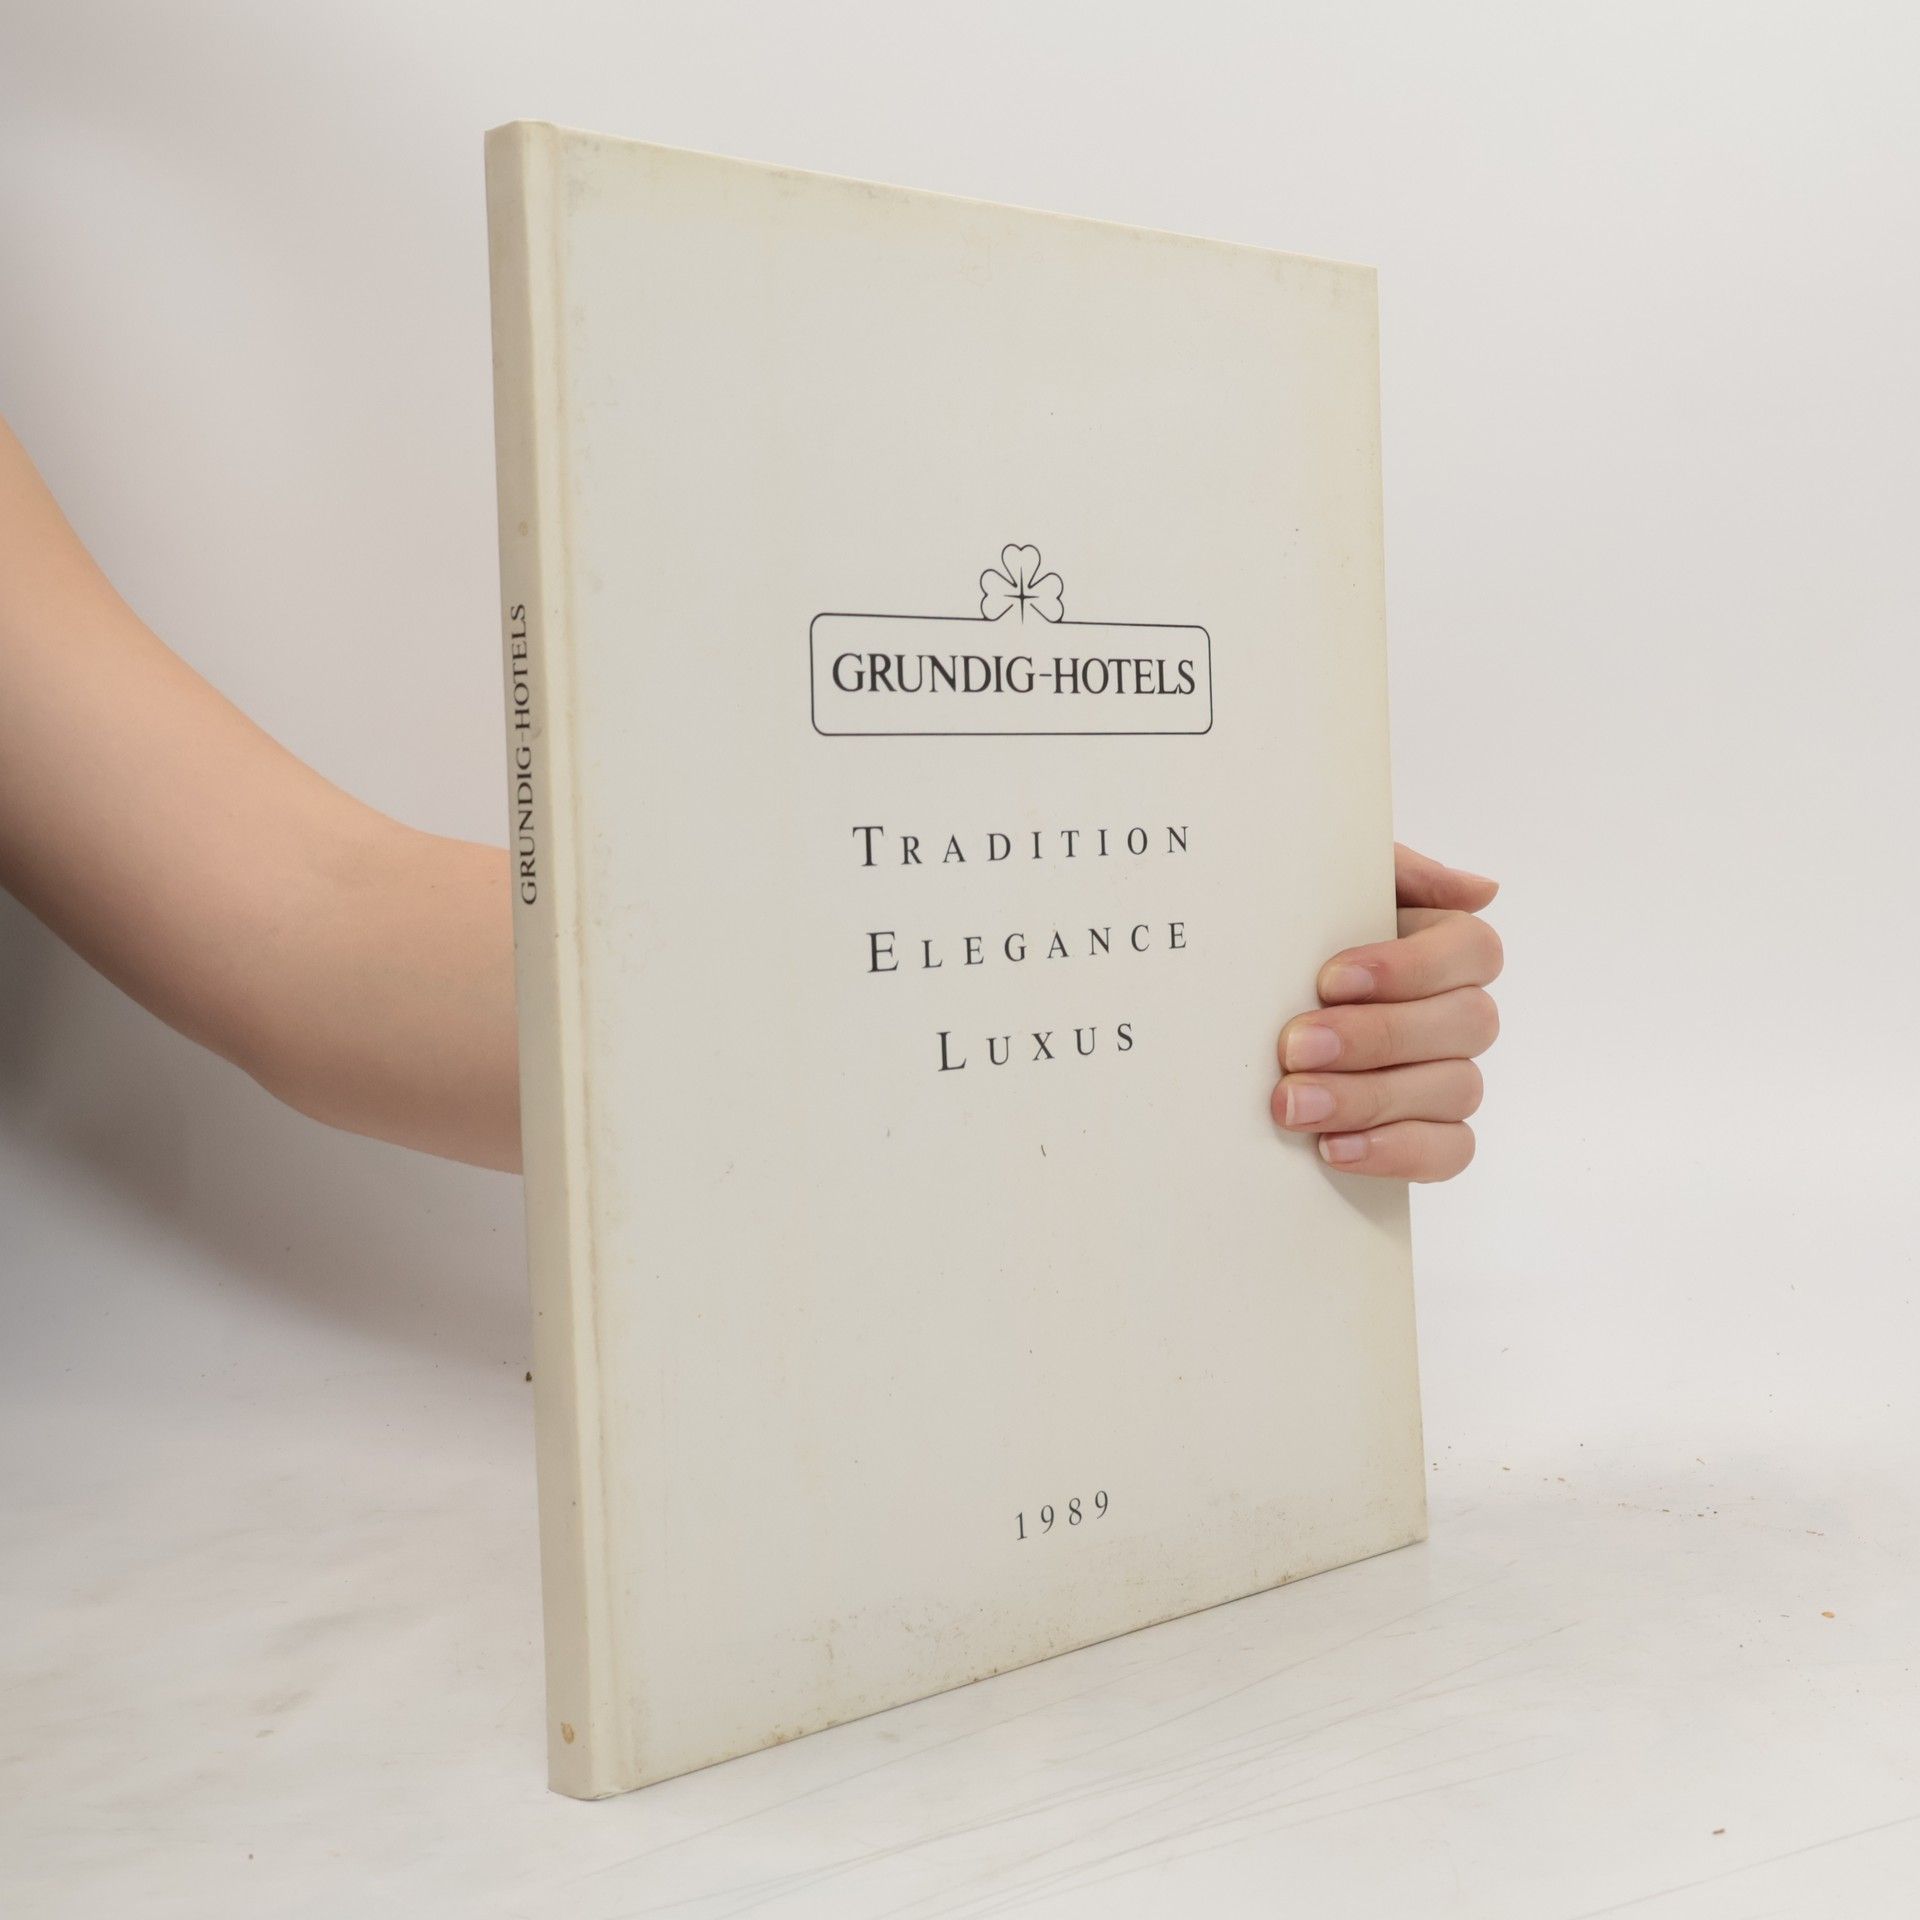 GRUNDIG-HOTELS
GRUNDIG-HOTELS
TRADITION
ELEGANCE
LUXUS
1989